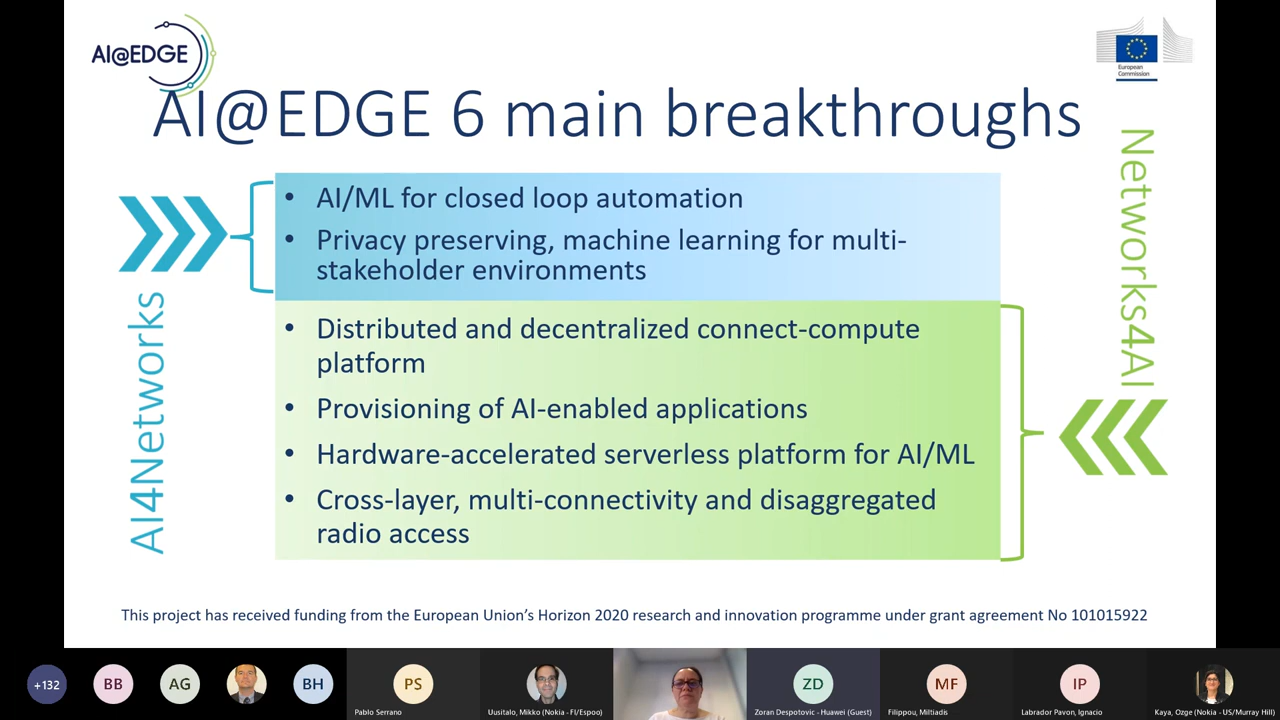 AI@EDGE
European
Commission
AI@EDGE 6 main breakthroughs
AI4Networks
• AI/ML for closed loop automation
• Privacy preserving, machine learning for multi-
stakeholder environments
• Distributed and decentralized connect-compute
platform
• Provisioning of AI-enabled applications
• Hardware-accelerated serverless platform for AI/ML
• Cross-layer, multi-connectivity and disaggregated
radio access
Networks4AI
This project has received funding from the European Union’s Horizon 2020 research and innovation programme under grant agreement No 101015922
+132
BB
AG
BH
PS
Pablo Serrano
Uusitalo, Mikko (Nokia - FI/Espoo)
ZD
Zoran Despotovic - Huawei (Guest)
MF
Filippou, Miltiadis
IP
Labrador Pavon, Ignacio
Kaya, Ozge (Nokia - US/Murray Hill)